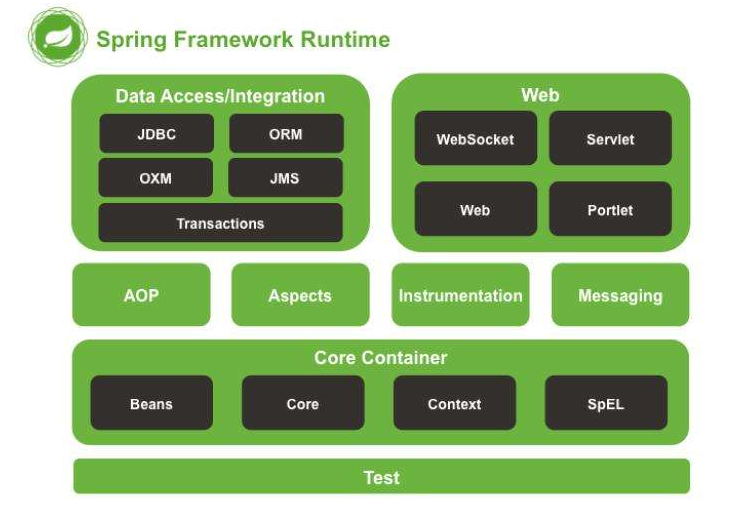 Spring Framework Runtime
Data Access/Integration
JDBC
ORM
OXM
JMS
Transactions
Web
WebSocket
Servlet
Web
Portlet
AOP
Aspects
Instrumentation
Messaging
Core Container
Beans
Core
Context
SpEL
Test